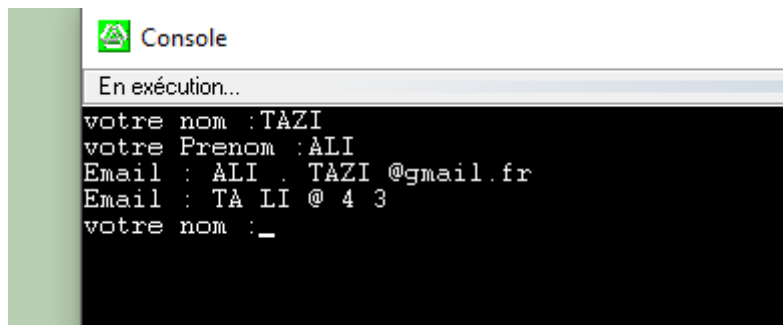 Console
En exécution...
votre nom :TAZI
votre Prenom :ALI
Email : ALI . TAZI @gmail.fr
Email : TA LI @ 4 3
votre nom :_